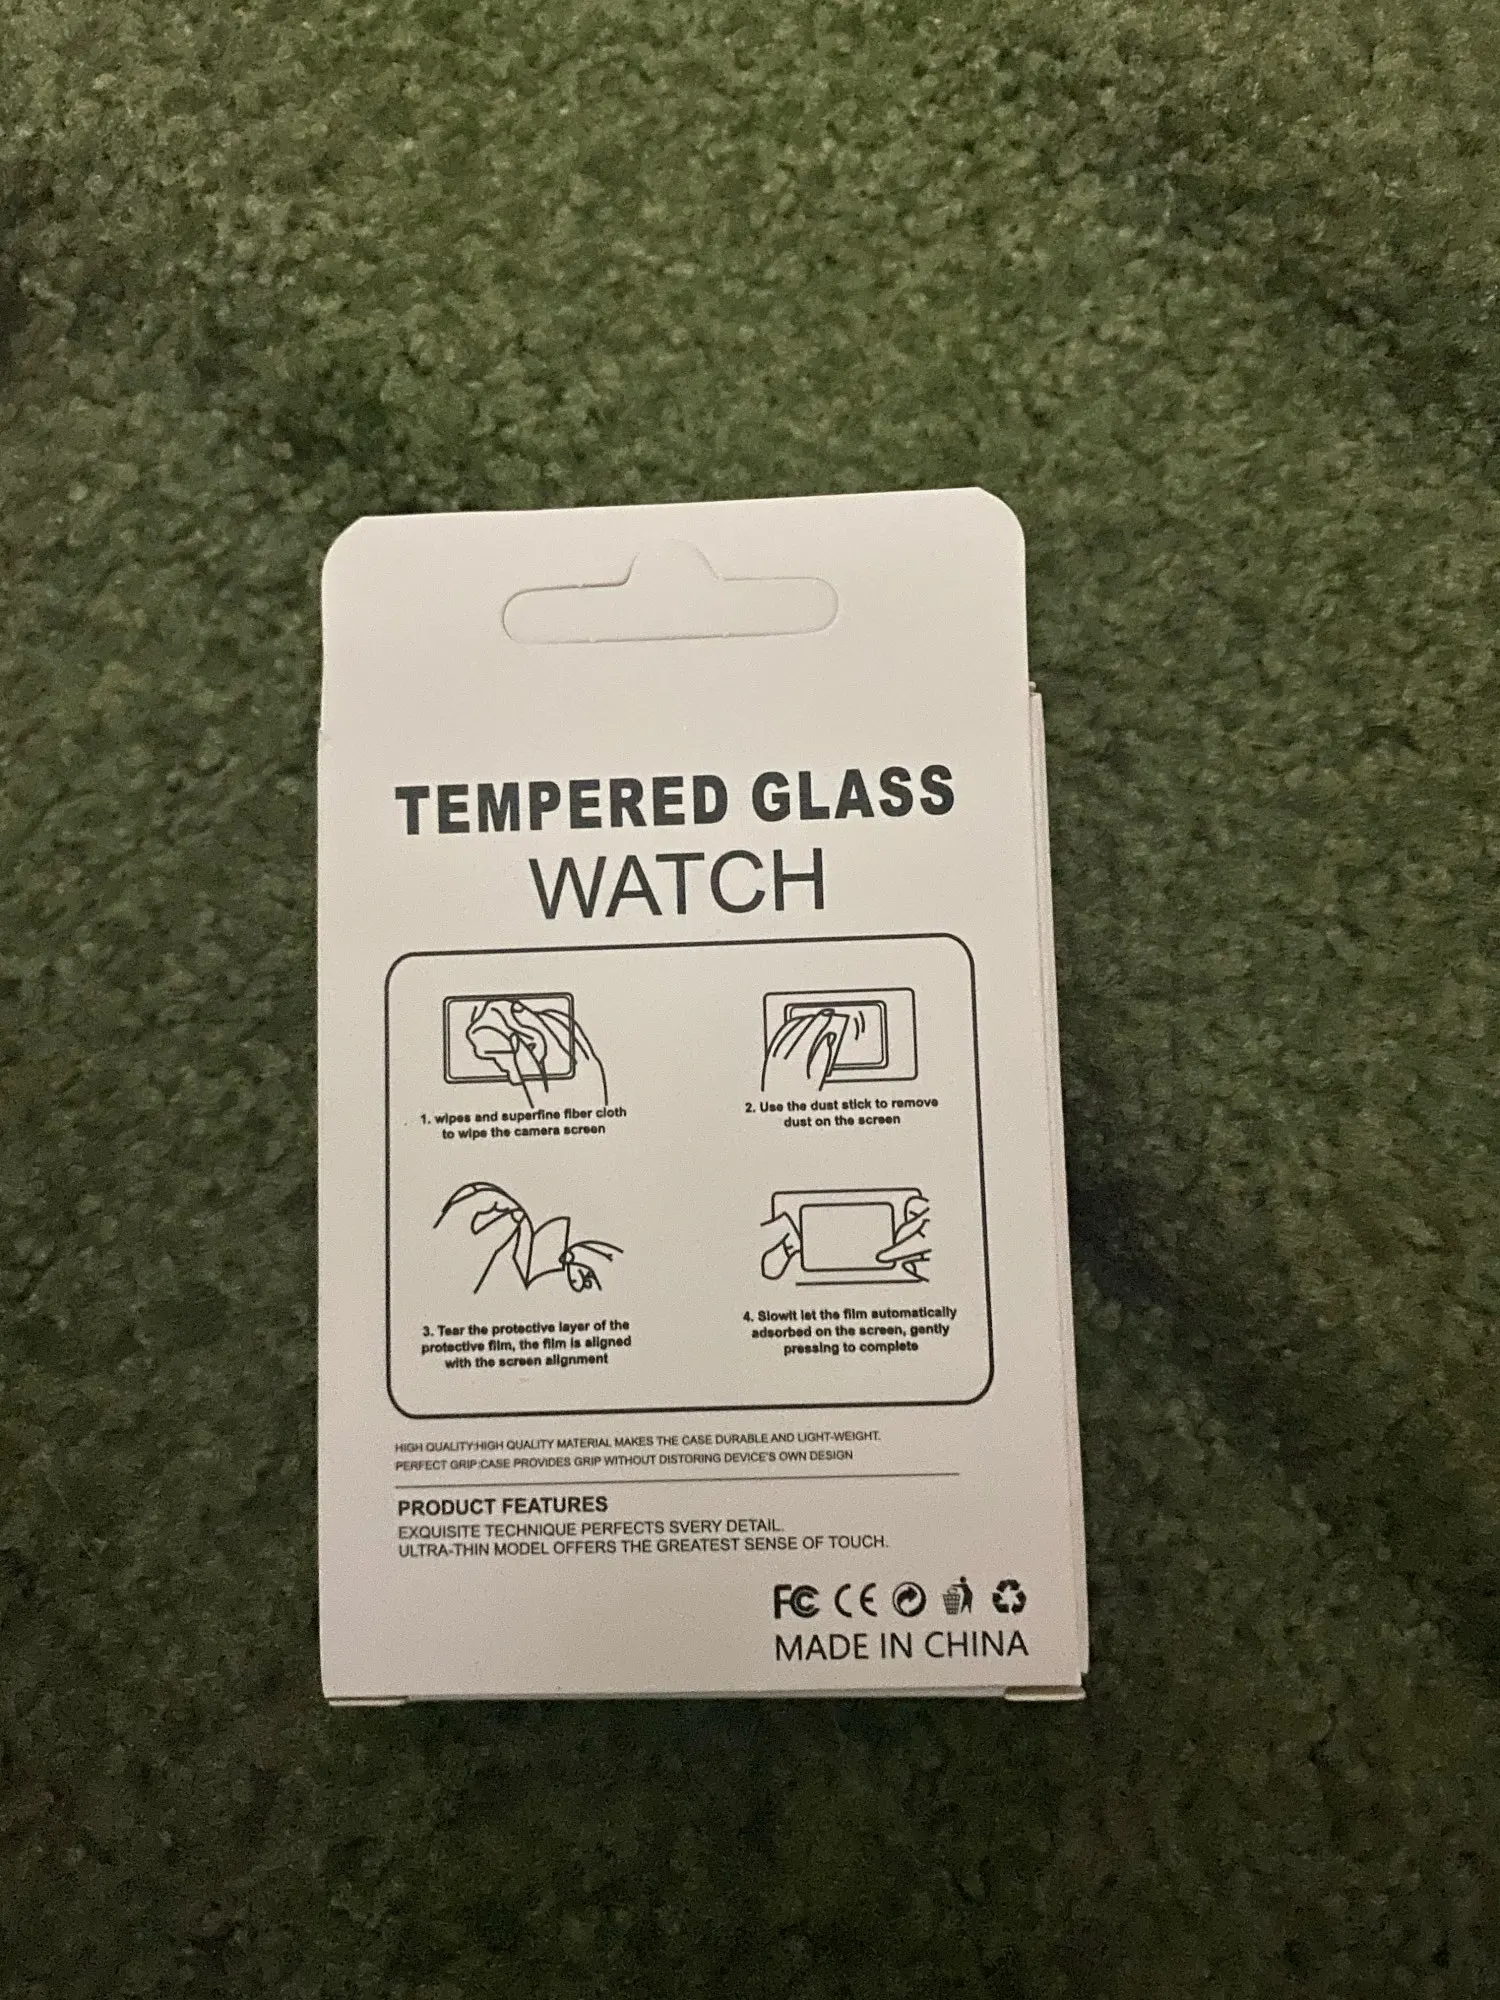 TEMPERED GLASS
WATCH
1. wipes and superfine fiber cloth
to wipe the camera screen
2. Use the dust stick to remove
dust on the screen
3. Tear the protective layer of the
protective film, the film is aligned
with the screen alignment
4. Slowit let the film automatically
adsorbed on the screen, gently
pressing to complete
HIGH QUALITY:HIGH QUALITY MATERIAL MAKES THE CASE DURABLE AND LIGHT-WEIGHT.
PERFECT GRIP:CASE PROVIDES GRIP WITHOUT DISTORING DEVICE'S OWN DESIGN
PRODUCT FEATURES
EXQUISITE TECHNIQUE PERFECTS SVERY DETAIL.
ULTRA-THIN MODEL OFFERS THE GREATEST SENSE OF TOUCH.
FC CE
MADE IN CHINA